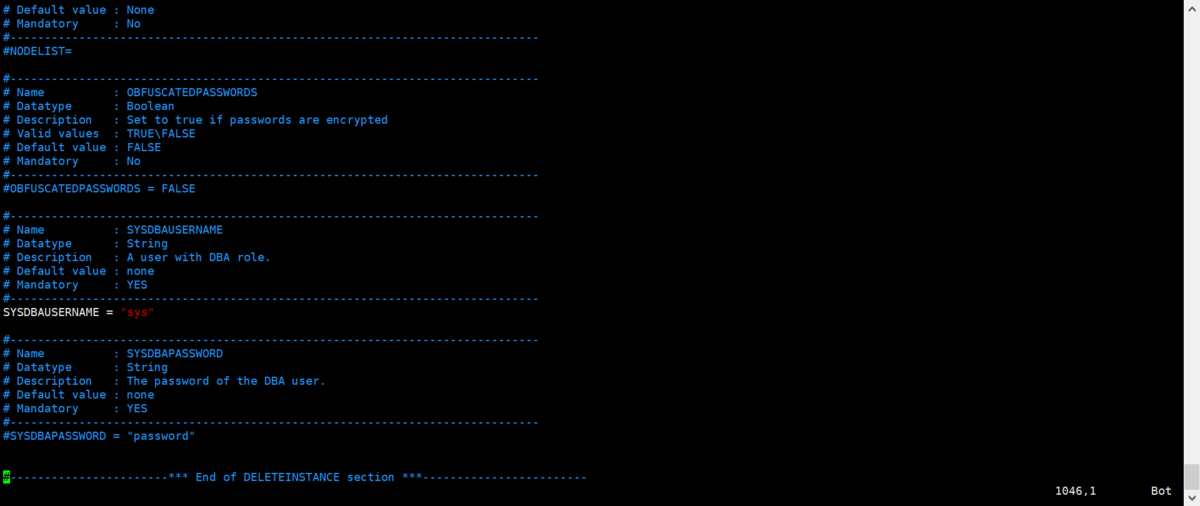 # Default value : None
# Mandatory     : No
#------------------------------------------------------------------------------
#NODELIST=
#------------------------------------------------------------------------------
# Name          : OBFUSCATEDPASSWORDS
# Datatype      : Boolean
# Description   : Set to true if passwords are encrypted
# Valid values  : TRUE\FALSE
# Default value : FALSE
# Mandatory     : No
#------------------------------------------------------------------------------
#OBFUSCATEDPASSWORDS = FALSE
#------------------------------------------------------------------------------
# Name          : SYSDBAUSERNAME
# Datatype      : String
# Description   : A user with DBA role.
# Default value : none
# Mandatory     : YES
#------------------------------------------------------------------------------
SYSDBAUSERNAME = "sys"
#------------------------------------------------------------------------------
# Name          : SYSDBAPASSWORD
# Datatype      : String
# Description   : The password of the DBA user.
# Default value : none
# Mandatory     : YES
#------------------------------------------------------------------------------
#SYSDBAPASSWORD = "password"
#-----------------------*** End of DELETEINSTANCE section ***------------------------
1046,1        Bot